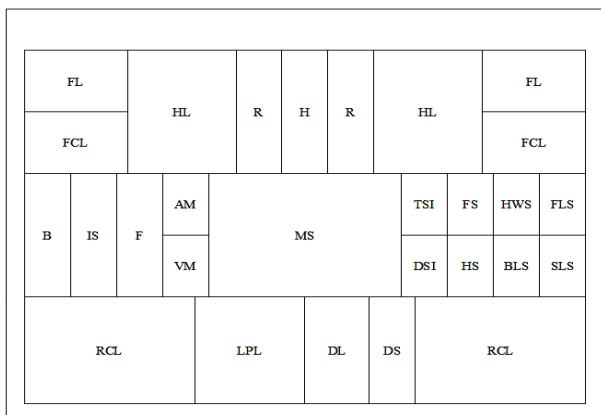 FL HL R H R HL FL
FCL FCL
B IS F AM MS TSI FS HWS FLS
VM DSI HS BLS SLS
RCL LPL DL DS RCL